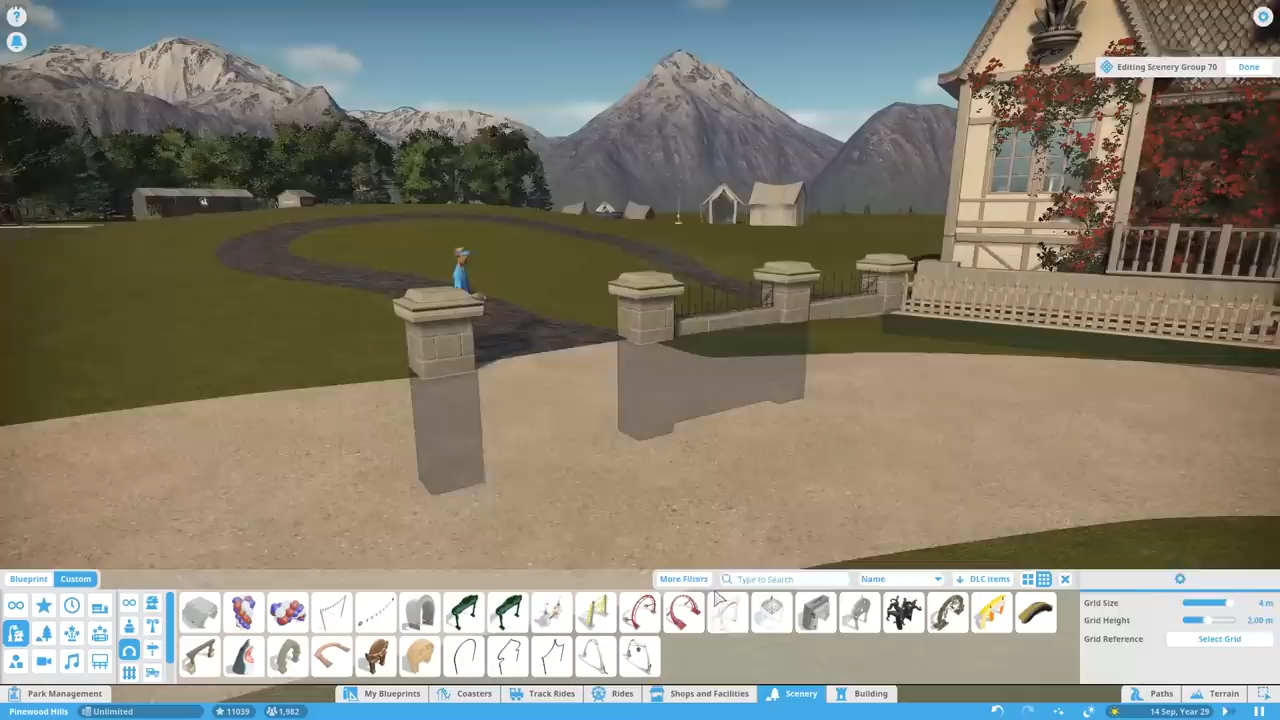 Editing Scenery Group 70 Done
Blueprint Custom More Filters Type to Search Name DLC Items
Grid Size 4 m
Grid Height 2.00 m
Grid Reference Select Grid
Park Management My Blueprints Coasters Track Rides Rides Shops and Facilities Scenery Building Paths Terrain
Pinewood Hills Unlimited 11039 1,982 14 Sep, Year 29